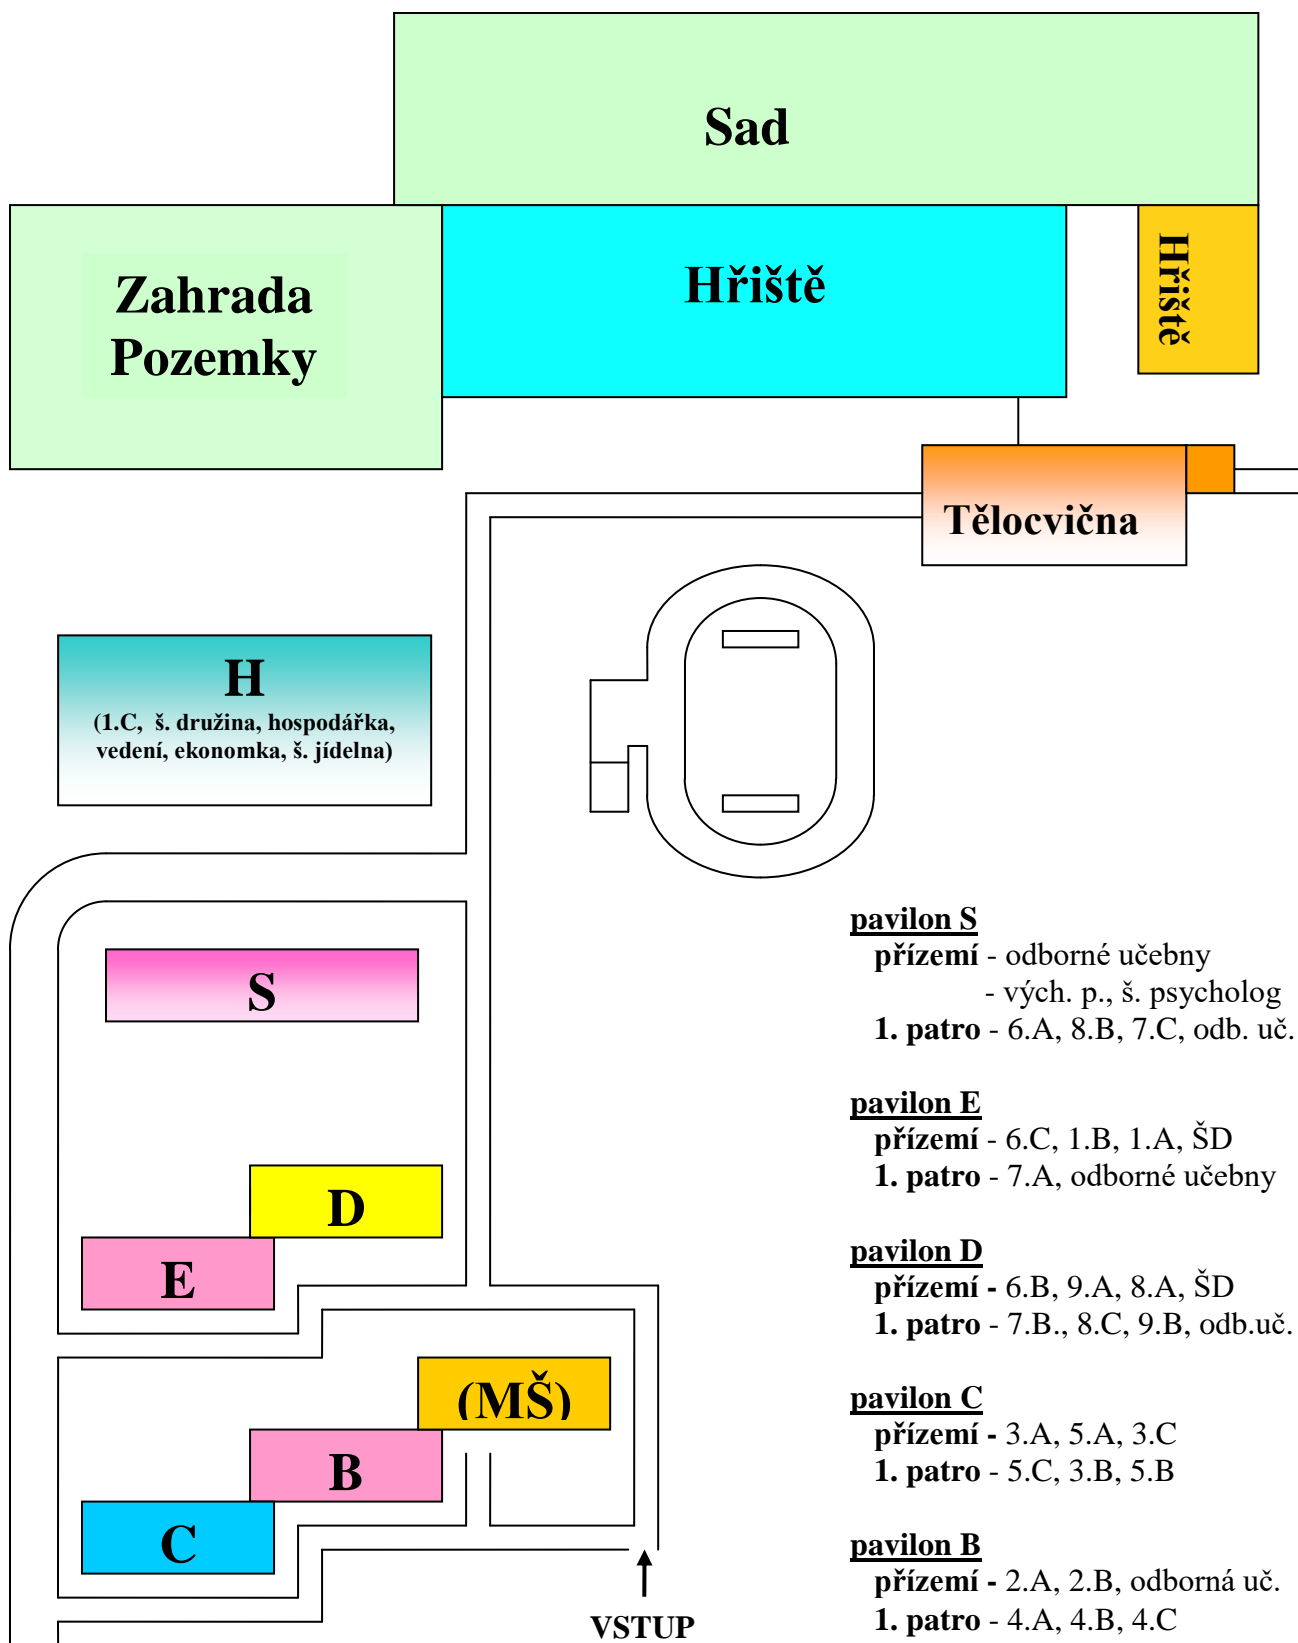 Sad
Zahrada
Pozemky
Hřiště
Hřiště
Tělocvična
H
(1.C, š. družina, hospodářka,
vedení, ekonomka, š. jídelna)
S
D
E
(MŠ)
B
C
VSTUP
pavilon S
přízemí - odborné učebny
- vých. p., š. psycholog
1. patro - 6.A, 8.B, 7.C, odb. uč.
pavilon E
přízemí - 6.C, 1.B, 1.A, ŠD
1. patro - 7.A, odborné učebny
pavilon D
přízemí - 6.B, 9.A, 8.A, ŠD
1. patro - 7.B., 8.C, 9.B, odb.uč.
pavilon C
přízemí - 3.A, 5.A, 3.C
1. patro - 5.C, 3.B, 5.B
pavilon B
přízemí - 2.A, 2.B, odborná uč.
1. patro - 4.A, 4.B, 4.C